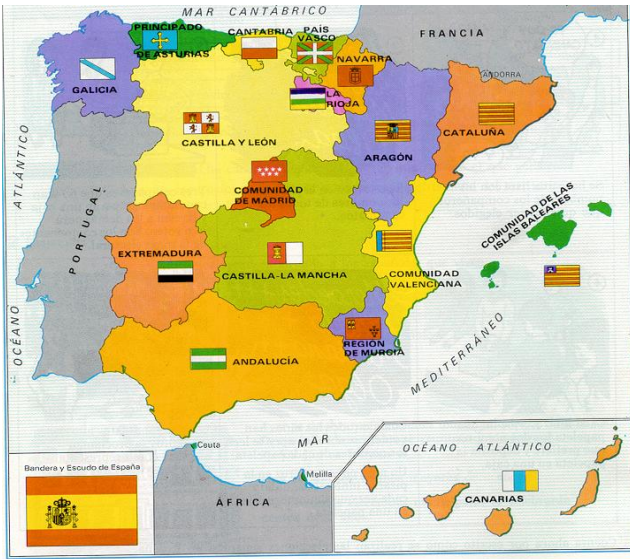 MAR CANTÁBRICO
PRINCIPADO
DE ASTURIAS
CANTABRIA
PAÍS
VASCO
FRANCIA
NAVARRA
ANDORRA
GALICIA
LA
RIOJA
CASTILLA Y LEÓN
CATALUÑA
ARAGÓN
COMUNIDAD
DE MADRID
OCÉANO ATLÁNTICO
PORTUGAL
COMUNIDAD DE LAS
ISLAS BALEARES
EXTREMADURA
CASTILLA-LA MANCHA
COMUNIDAD
VALENCIANA
ANDALUCÍA
REGIÓN
DE MURCIA
MAR MEDITERRÁNEO
Ceuta
Melilla
ÁFRICA
OCÉANO ATLÁNTICO
CANARIAS
Bandera y Escudo de España